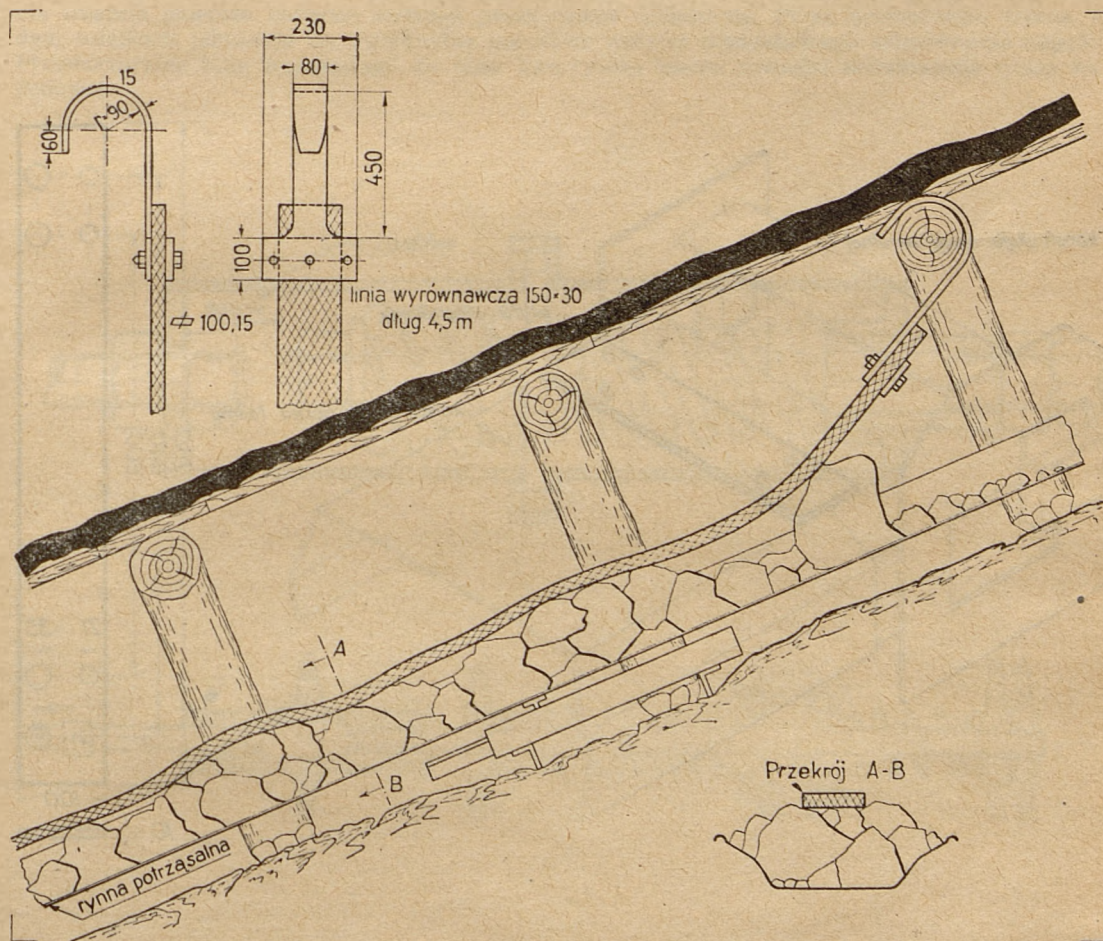 230
80
15
r=90
60
450
100
linia wyrównawcza 150×30
dług. 4,5 m
100,15
A
B
Przekrój A-B
rynna potrząsalna